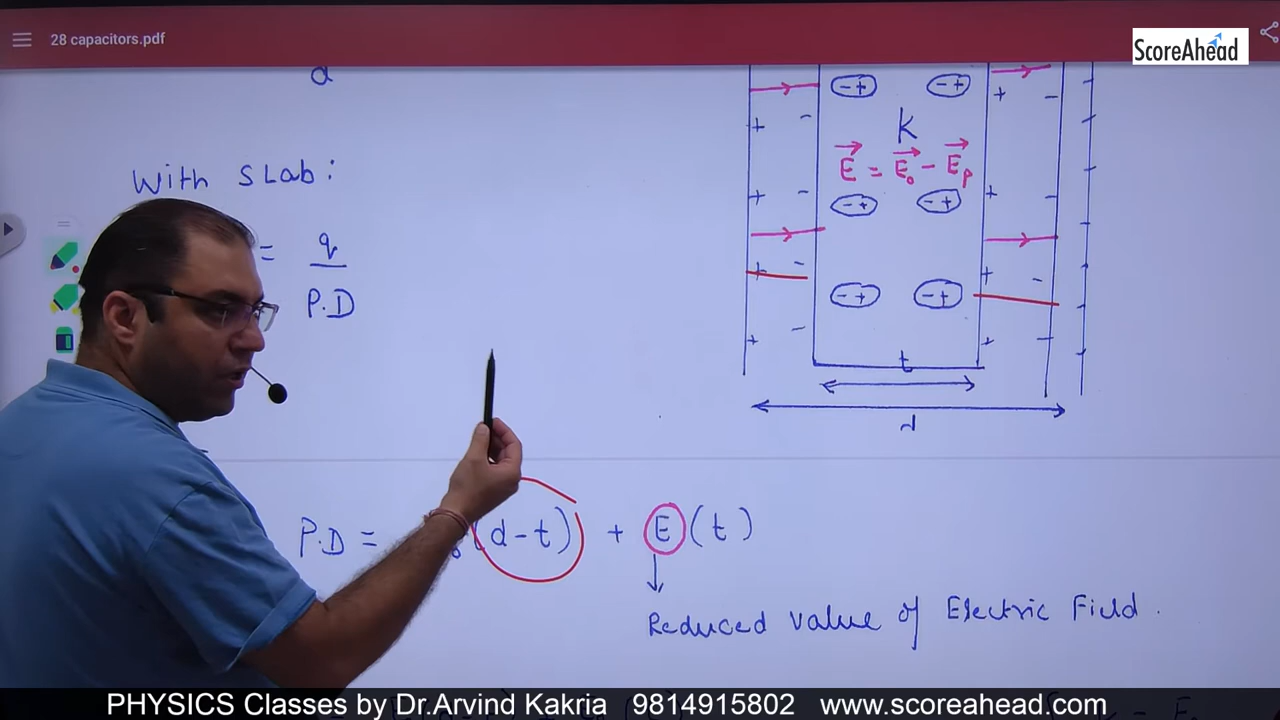 28 capacitors.pdf
ScoreAhead
d
With SLab:
= q
P.D
- +
- +
K
E = E₀ - Eₚ
- +
- +
- +
- +
t
d
P.D = (d-t) + E(t)
Reduced value of Electric Field.
PHYSICS Classes by Dr.Arvind Kakria 9814915802 www.scoreahead.com